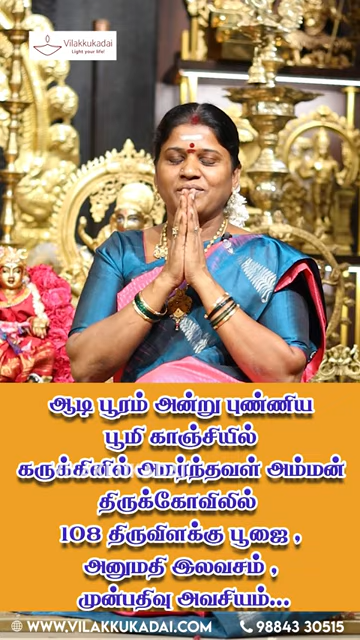 Vilakkukadai
Light your life!
ஆடி பூரம் அன்று புண்ணிய
பூமி காஞ்சியில்
கருக்கினில் அமர்ந்தவள் அம்மன்
திருக்கோவிலில்
108 திருவிளக்கு பூஜை ,
அனுமதி இலவசம் ,
முன்பதிவு அவசியம்...
WWW.VILAKKUKADAI.COM 98843 30515